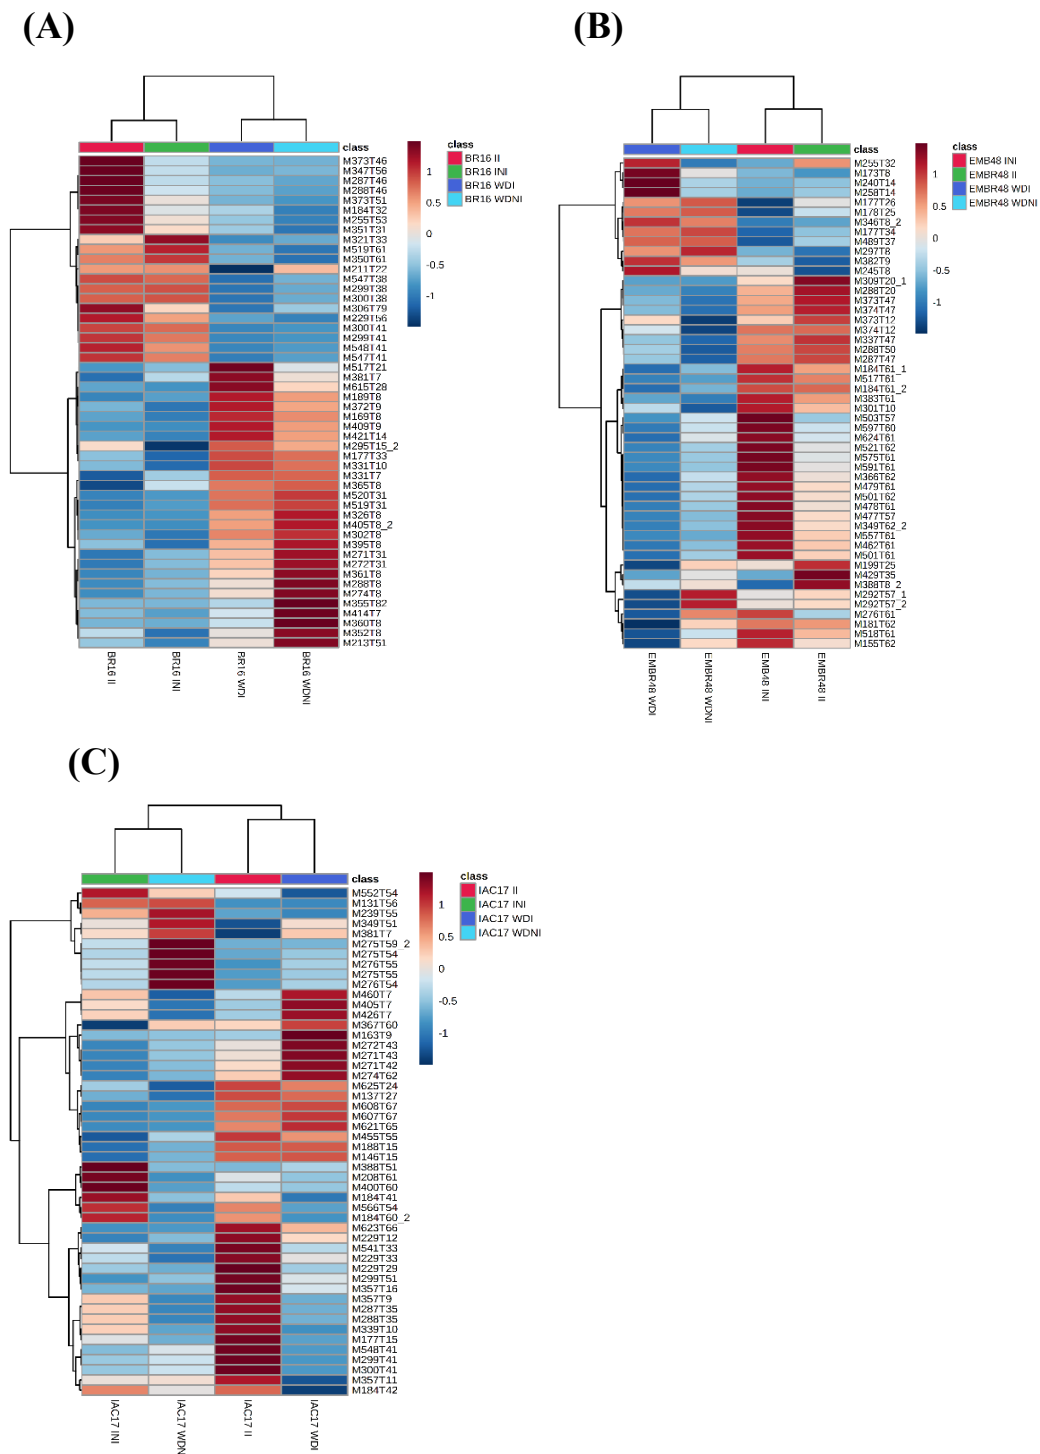 (A)
class
BR16 II
BR16 INI
BR16 WDI
BR16 WDNI
1
0.5
0
-0.5
-1
M373T46
M347T56
M287T46
M288T46
M373T51
M184T32
M255T53
M351T31
M321T33
M519T61
M350T61
M211T22
M547T38
M299T38
M300T38
M306T79
M229T56
M300T41
M299T41
M548T41
M547T41
M517T21
M381T7
M615T28
M189T8
M372T9
M169T8
M409T9
M421T14
M295T15_2
M177T33
M331T10
M331T7
M365T8
M520T31
M519T31
M326T8
M405T8_2
M302T8
M395T8
M271T31
M272T31
M361T8
M288T8
M274T8
M355T82
M414T7
M360T8
M352T8
M213T51
BR16 II
BR16 INI
BR16 WDI
BR16 WDNI
(B)
class
EMB48 INI
EMBR48 II
EMBR48 WDI
EMBR48 WDNI
1
0.5
0
-0.5
-1
M255T32
M173T8
M240T14
M258T14
M177T26
M178T25
M346T8_2
M177T34
M489T37
M297T8
M382T9
M245T8
M309T20_1
M288T20
M373T47
M374T47
M373T12
M374T12
M337T47
M288T50
M287T47
M184T61_1
M517T61
M184T61_2
M383T61
M301T10
M503T57
M597T60
M624T61
M521T62
M575T61
M591T61
M366T62
M479T61
M501T62
M478T61
M477T57
M349T62_2
M557T61
M462T61
M501T61
M199T25
M429T35
M388T8_2
M292T57_1
M292T57_2
M276T61
M181T62
M518T61
M155T62
EMBR48 WDI
EMBR48 WDNI
EMB48 INI
EMBR48 II
(C)
class
IAC17 II
IAC17 INI
IAC17 WDI
IAC17 WDNI
1
0.5
0
-0.5
-1
M552T54
M131T56
M239T55
M349T51
M381T7
M275T59_2
M275T54
M276T55
M275T55
M276T54
M460T7
M405T7
M426T7
M367T60
M163T9
M272T43
M271T43
M271T42
M274T62
M625T24
M137T27
M608T67
M607T67
M621T65
M455T55
M188T15
M146T15
M388T51
M208T61
M400T60
M184T41
M566T54
M184T60_2
M623T66
M229T12
M541T33
M229T33
M229T29
M299T51
M357T16
M357T9
M287T35
M288T35
M339T10
M177T15
M548T41
M299T41
M300T41
M357T11
M184T42
IAC17 INI
IAC17 WDN
IAC17 II
IAC17 WDI